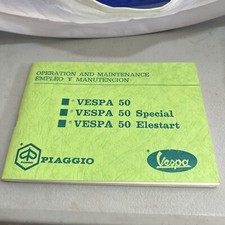 OPERATION AND MAINTENANCE
EMPLEO Y MANUTENCION
VESPA 50
VESPA 50 Special
VESPA 50 Elestart
PIAGGIO
Vespa